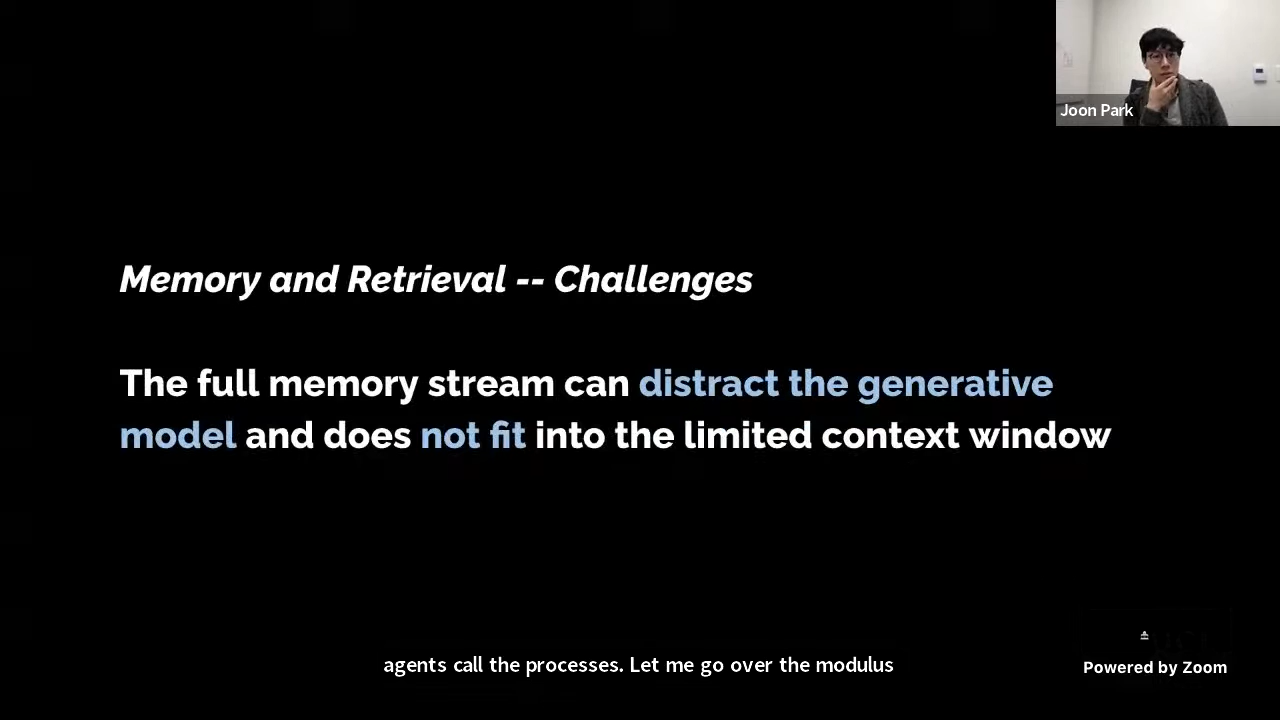 Joon Park
Memory and Retrieval -- Challenges
The full memory stream can distract the generative
model and does not fit into the limited context window
agents call the processes. Let me go over the modulus
Powered by Zoom